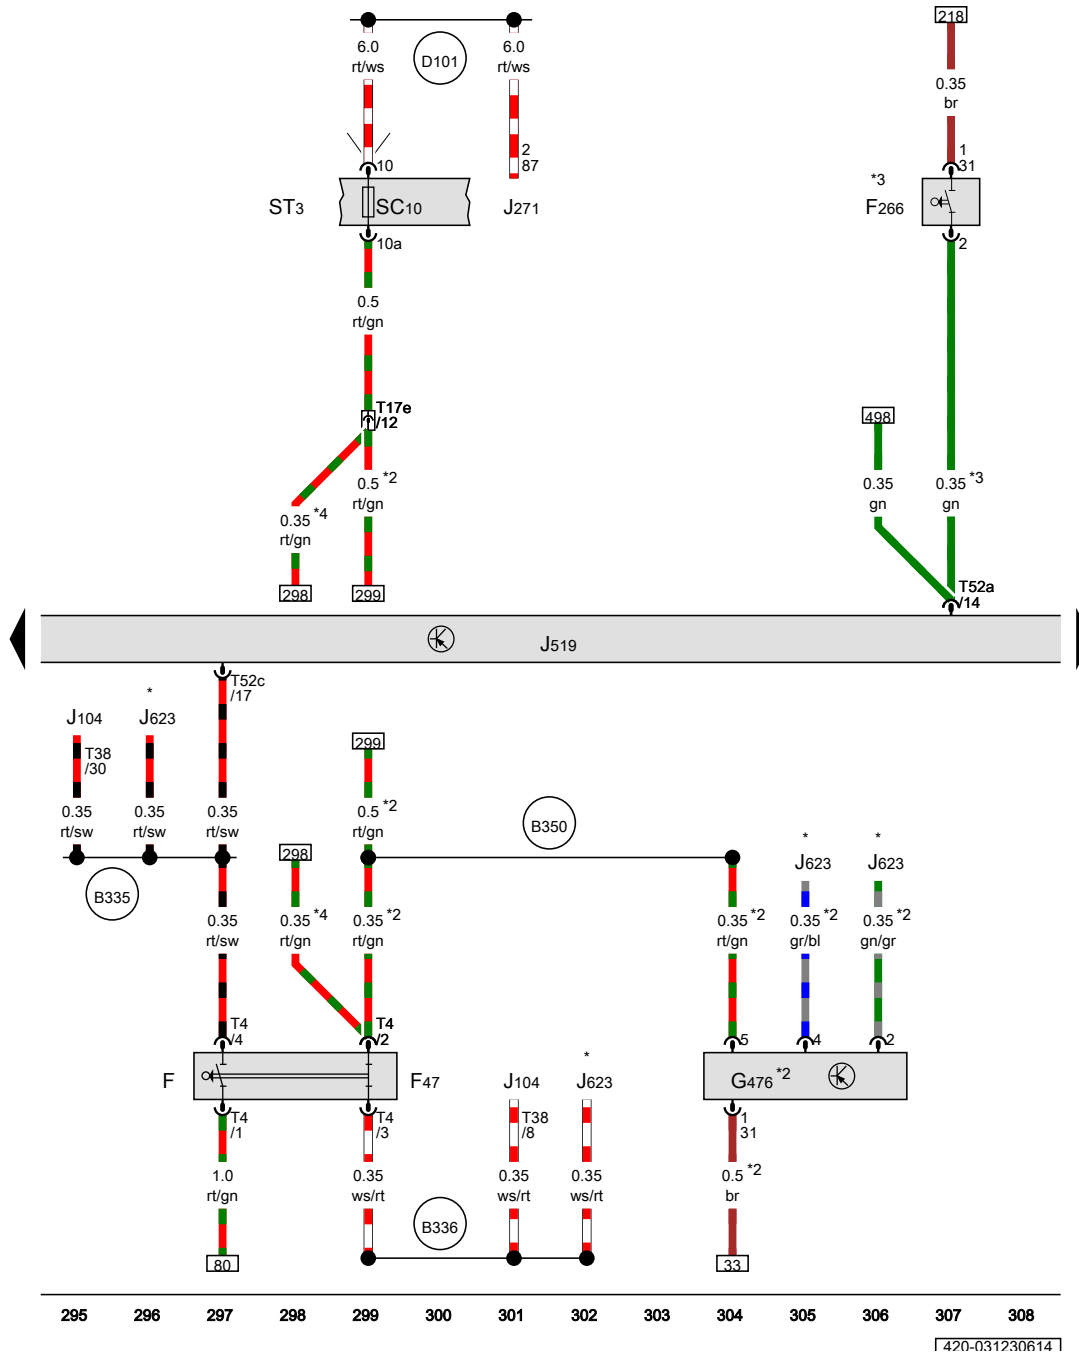 218
6.0
rt/ws
D101
6.0
rt/ws
0.35
br
10
2
87
1
31
*3
ST3
SC10
J271
F266
10a
2
0.5
rt/gn
T17e
/12
498
0.5 *2
rt/gn
0.35
gn
0.35 *3
gn
0.35 *4
rt/gn
298
299
T52a
/14
J519
T52c
/17
*
J104
J623
T38
/30
299
0.35
rt/sw
0.35
rt/sw
0.35
rt/sw
0.5 *2
rt/gn
B350
298
*
J623
*
J623
B335
0.35
rt/sw
0.35 *4
rt/gn
0.35 *2
rt/gn
0.35 *2
rt/gn
0.35 *2
gr/bl
0.35 *2
gn/gr
T4
/4
T4
/2
5
4
2
*
F
F47
J104
J623
G476 *2
T4
/1
T4
/3
T38
/8
1
31
1.0
rt/gn
0.35
ws/rt
0.35
ws/rt
0.35
ws/rt
0.5 *2
br
B336
80
33
295 296 297 298 299 300 301 302 303 304 305 306 307 308
420-031230614